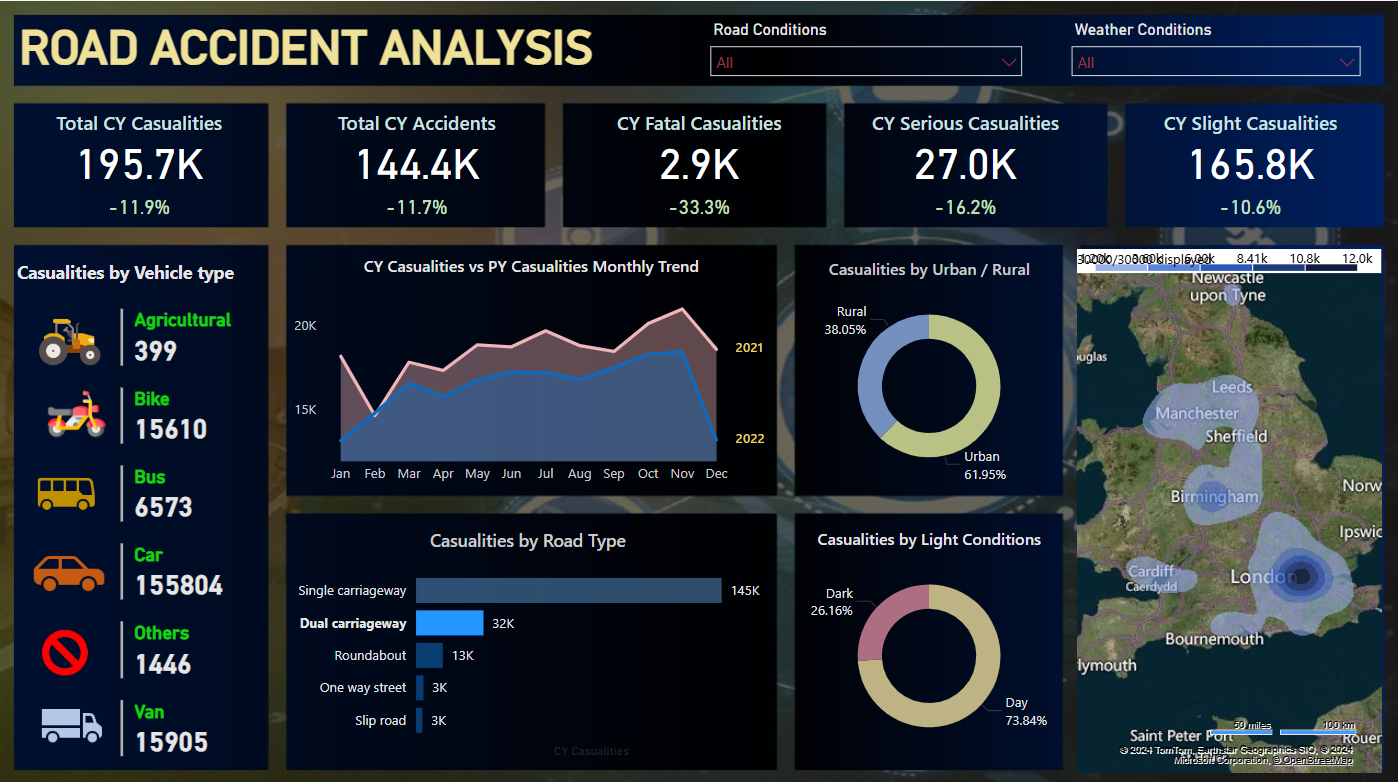 ROAD ACCIDENT ANALYSIS
Road Conditions
All
Weather Conditions
All
Total CY Casualities
195.7K
-11.9%
Total CY Accidents
144.4K
-11.7%
CY Fatal Casualities
2.9K
-33.3%
CY Serious Casualities
27.0K
-16.2%
CY Slight Casualities
165.8K
-10.6%
Casualities by Vehicle type
Agricultural
399
Bike
15610
Bus
6573
Car
155804
Others
1446
Van
15905
CY Casualities vs PY Casualities Monthly Trend
20K
15K
2021
2022
Jan Feb Mar Apr May Jun Jul Aug Sep Oct Nov Dec
Casualities by Road Type
Single carriageway 145K
Dual carriageway 32K
Roundabout 13K
One way street 3K
Slip road 3K
CY Casualities
Casualities by Urban / Rural
Rural
38.05%
Urban
61.95%
Casualities by Light Conditions
Dark
26.16%
Day
73.84%
8.41k 10.8k 12.0k
displayed
Newcastle
upon Tyne
uglas
Leeds
Manchester
Sheffield
Birmingham
Norw
Ipswic
Cardiff
Caerdydd
London
Bournemouth
lymouth
50 miles 100 km
Saint Peter Port
Rouen
© 2024 TomTom, Earthstar Geographics SIO, © 2024
Microsoft Corporation, © OpenStreetMap